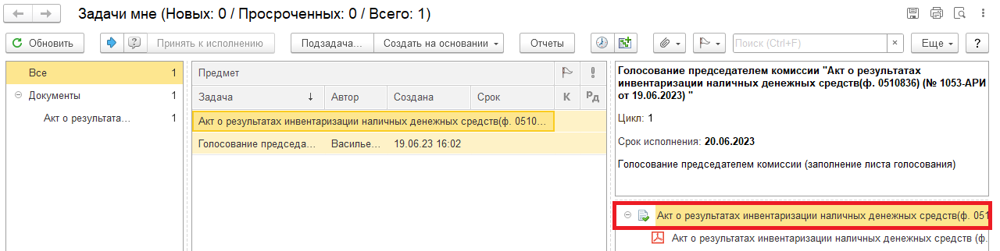 Задачи мне (Новых: 0 / Просроченных: 0 / Всего: 1)
Обновить
Принять к исполнению
Подзадача...
Создать на основании
Отчеты
Поиск (Ctrl+F)
×
Еще
?
Все 1
Документы 1
Акт о результата... 1
Предмет
Задача ↓ Автор Создана Срок К Рд
Акт о результатах инвентаризации наличных денежных средств(ф. 0510...
Голосование председа... Василье... 19.06.23 16:02
Голосование председателем комиссии "Акт о результатах
инвентаризации наличных денежных средств(ф. 0510836) (№ 1053-АРИ
от 19.06.2023) "
Цикл: 1
Срок исполнения: 20.06.2023
Голосование председателем комиссии (заполнение листа голосования)
Акт о результатах инвентаризации наличных денежных средств(ф. 051
Акт о результатах инвентаризации наличных денежных средств (ф.